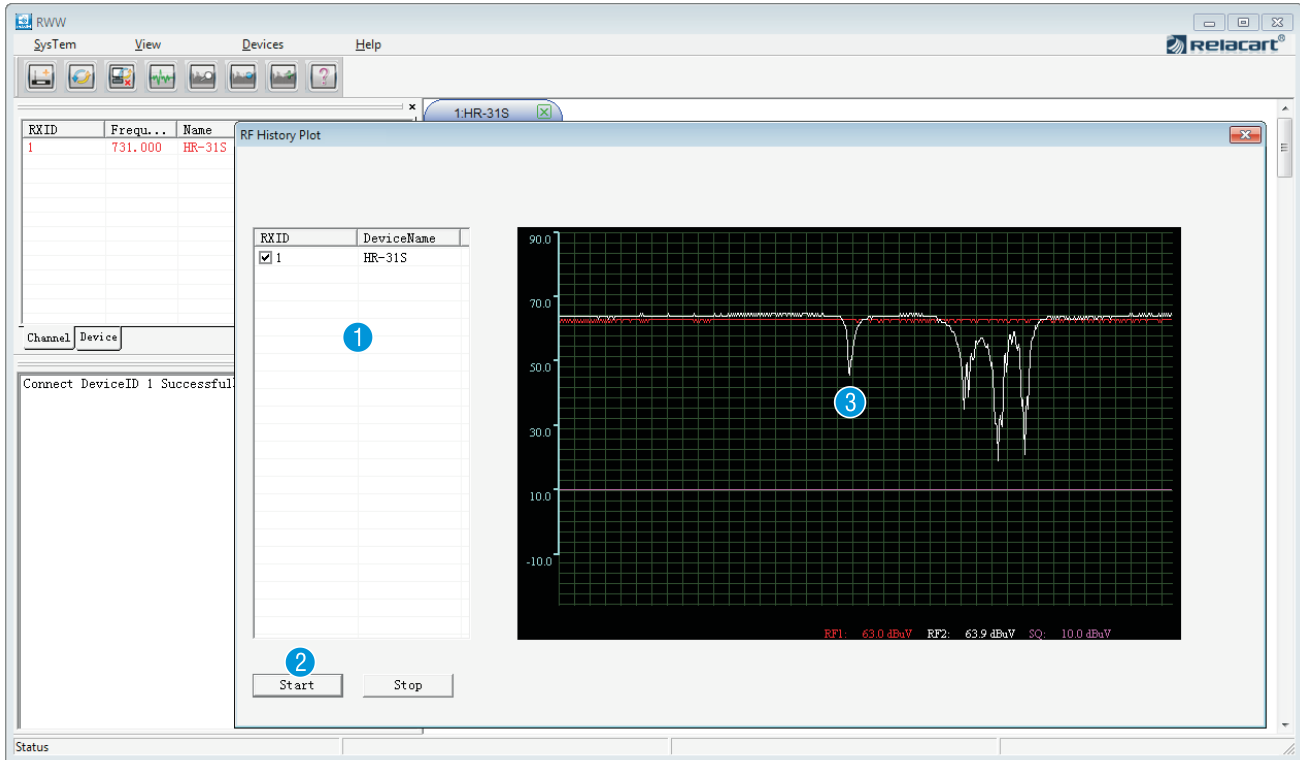 RWW
SysTem View Devices Help
Relacart®
1:HR-31S
RXID Frequ... Name
1 731.000 HR-31S
RF History Plot
RXID DeviceName
1 HR-31S
90.0
70.0
50.0
30.0
10.0
-10.0
1
3
Channel Device
Connect DeviceID 1 Successful
RF1: 63.0 dBuV RF2: 63.9 dBuV SQ: 10.0 dBuV
2
Start Stop
Status